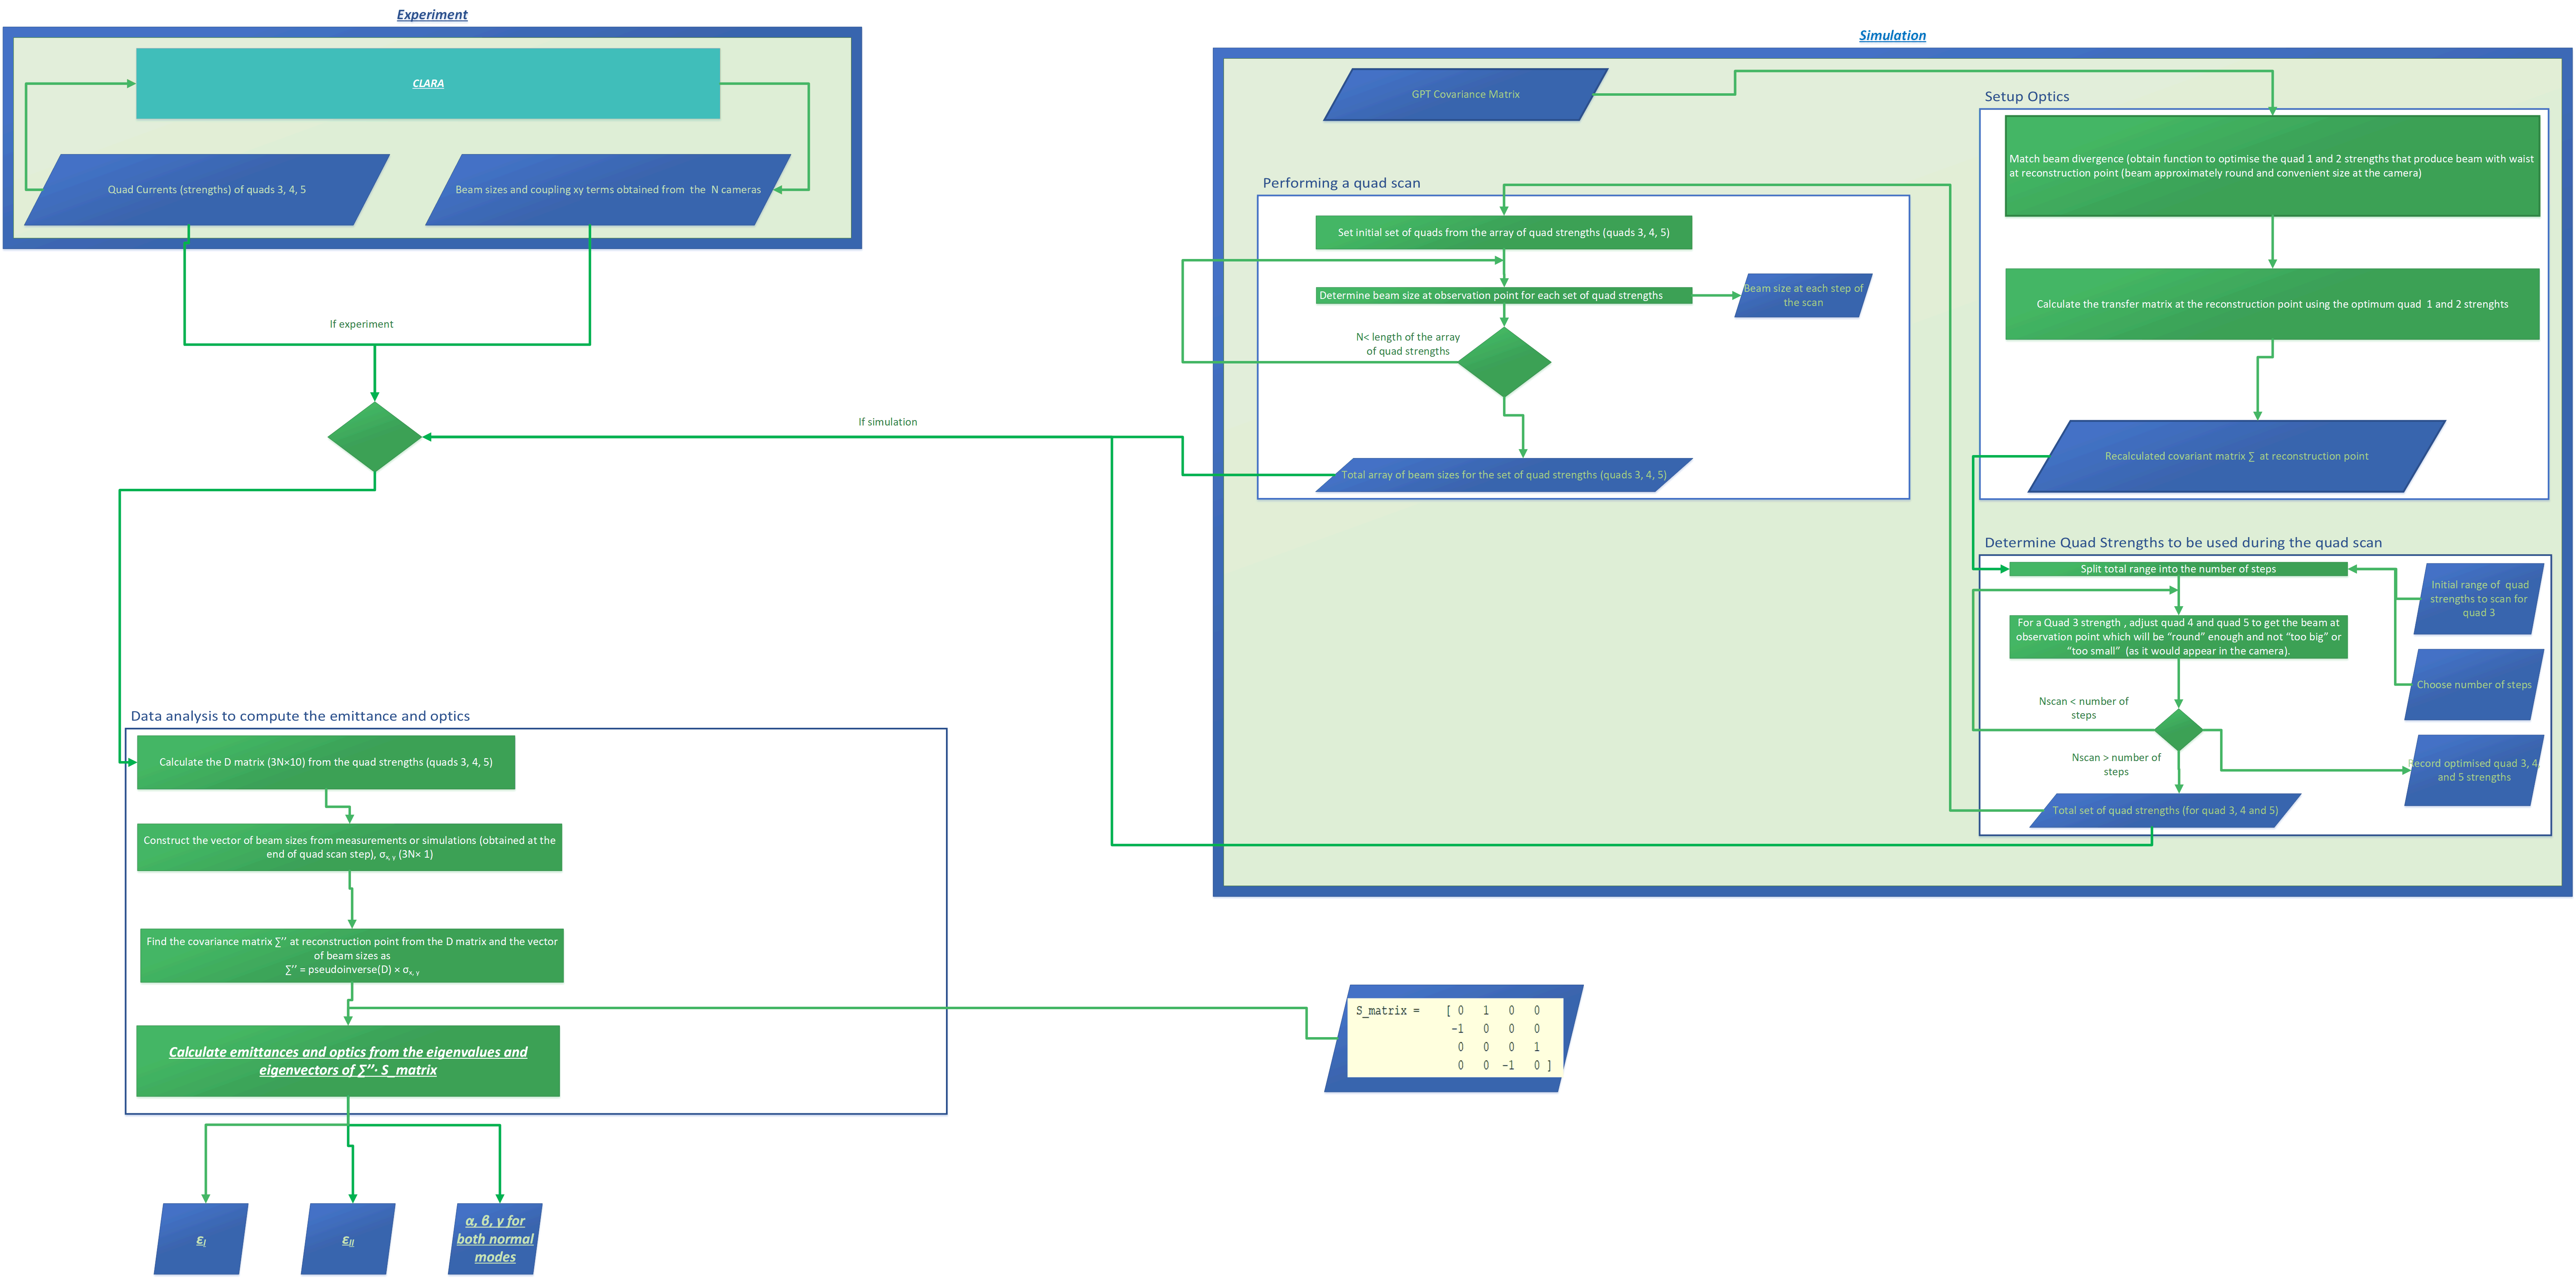 Experiment
CLARA
Quad Currents (strengths) of quads 3, 4, 5
Beam sizes and coupling xy terms obtained from the N cameras
If experiment
If simulation
Simulation
GPT Covariance Matrix
Setup Optics
Match beam divergence (obtain function to optimise the quad 1 and 2 strengths that produce beam with waist
at reconstruction point (beam approximately round and convenient size at the camera)
Calculate the transfer matrix at the reconstruction point using the optimum quad 1 and 2 strenghts
Recalculated covariant matrix ∑ at reconstruction point
Performing a quad scan
Set initial set of quads from the array of quad strengths (quads 3, 4, 5)
Determine beam size at observation point for each set of quad strengths
Beam size at each step of
the scan
N< length of the array
of quad strengths
Total array of beam sizes for the set of quad strengths (quads 3, 4, 5)
Determine Quad Strengths to be used during the quad scan
Split total range into the number of steps
Initial range of quad
strengths to scan for
quad 3
For a Quad 3 strength , adjust quad 4 and quad 5 to get the beam at
observation point which will be “round” enough and not “too big” or
“too small” (as it would appear in the camera).
Choose number of steps
Nscan < number of
steps
Nscan > number of
steps
Record optimised quad 3, 4,
and 5 strengths
Total set of quad strengths (for quad 3, 4 and 5)
Data analysis to compute the emittance and optics
Calculate the D matrix (3N×10) from the quad strengths (quads 3, 4, 5)
Construct the vector of beam sizes from measurements or simulations (obtained at the
end of quad scan step), σx, y (3N× 1)
Find the covariance matrix ∑’’ at reconstruction point from the D matrix and the vector
of beam sizes as
∑’’ = pseudoinverse(D) × σx, y
Calculate emittances and optics from the eigenvalues and
eigenvectors of ∑’’· S_matrix
S_matrix = [ 0 1 0 0
-1 0 0 0
0 0 0 1
0 0 -1 0 ]
εI
εII
α, β, γ for
both normal
modes